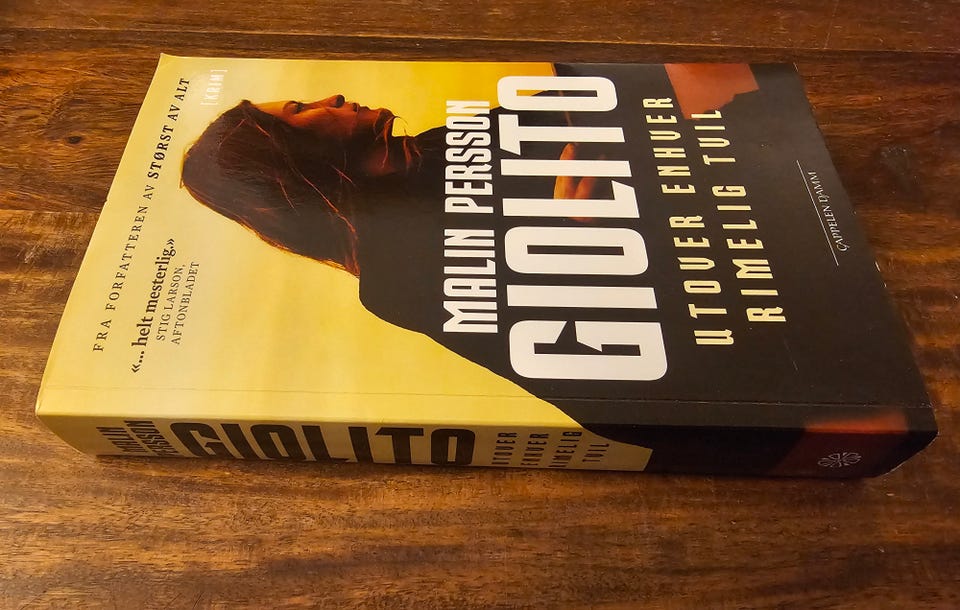 FRA FORFATTEREN AV STØRST AV ALT
[KRIM]
«... helt mesterlig.»
STIG LARSON,
AFTONBLADET
MALIN PERSSON
GIOLITO
UTOVER ENHVER
RIMELIG TVIL
CAPPELEN DAMM
MALIN
PERSSON
GIOLITO
UTOVER
ENHVER
RIMELIG
TVIL